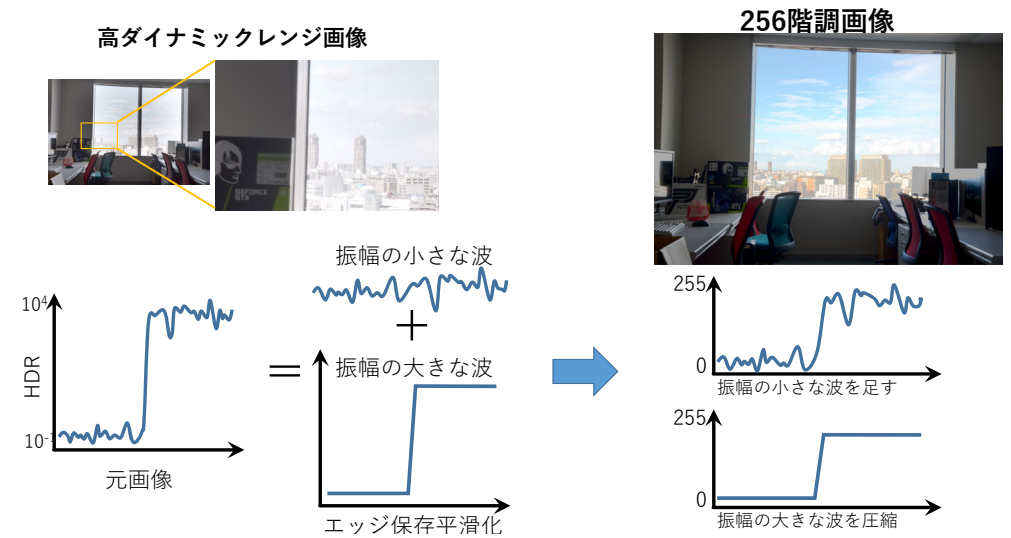 高ダイナミックレンジ画像
256階調画像
GEFORCE
GTX
振幅の小さな波
+
10⁴
HDR
10⁻
元画像
=
振幅の大きな波
エッジ保存平滑化
255
0
振幅の小さな波を足す
255
0
振幅の大きな波を圧縮